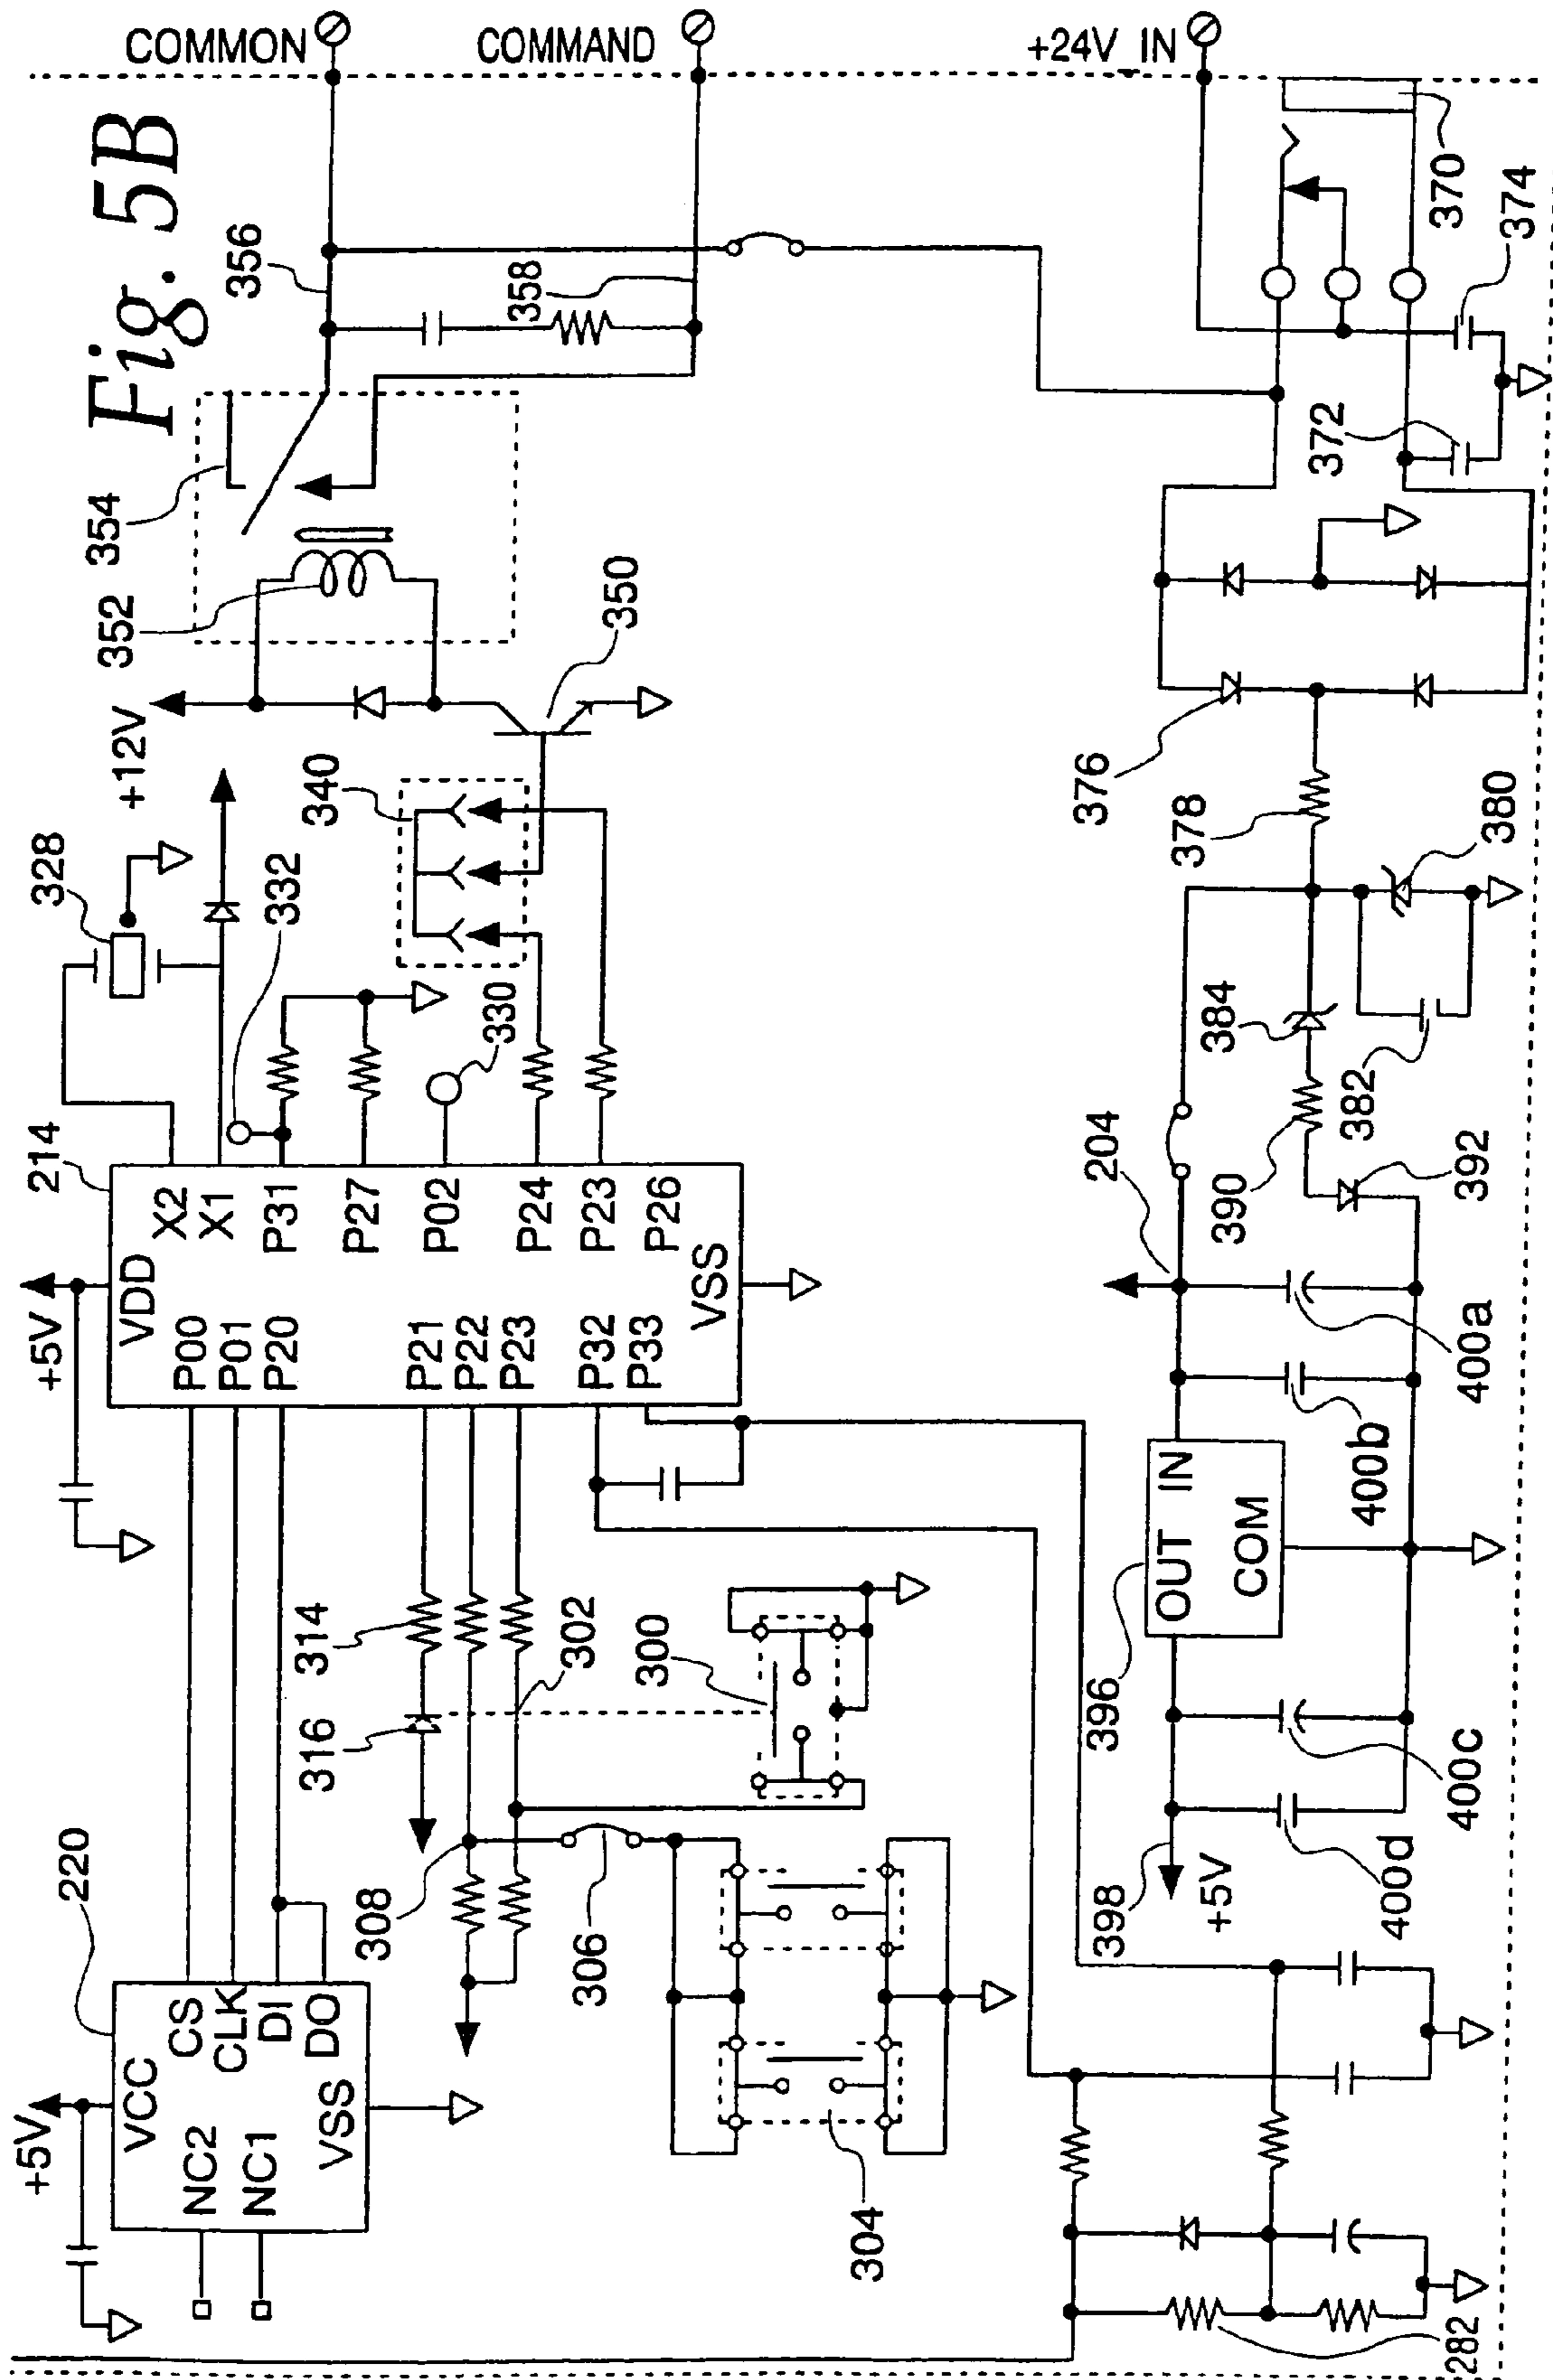 Fig. 5B
COMMON
COMMAND
+24V_IN
356
358
354
352
350
+12V
340
328
332
330
214
+5V
VDD
X2
X1
P31
P27
P02
P24
P23
P26
VSS
P00
P01
P20
P21
P22
P23
P32
P33
314
316
302
300
308
306
304
220
+5V
VCC
CS
CLK
DI
DO
NC2
NC1
VSS
370
374
372
376
378
380
384
382
390
392
204
400a
400b
IN
OUT
COM
396
398
+5V
400c
400d
282